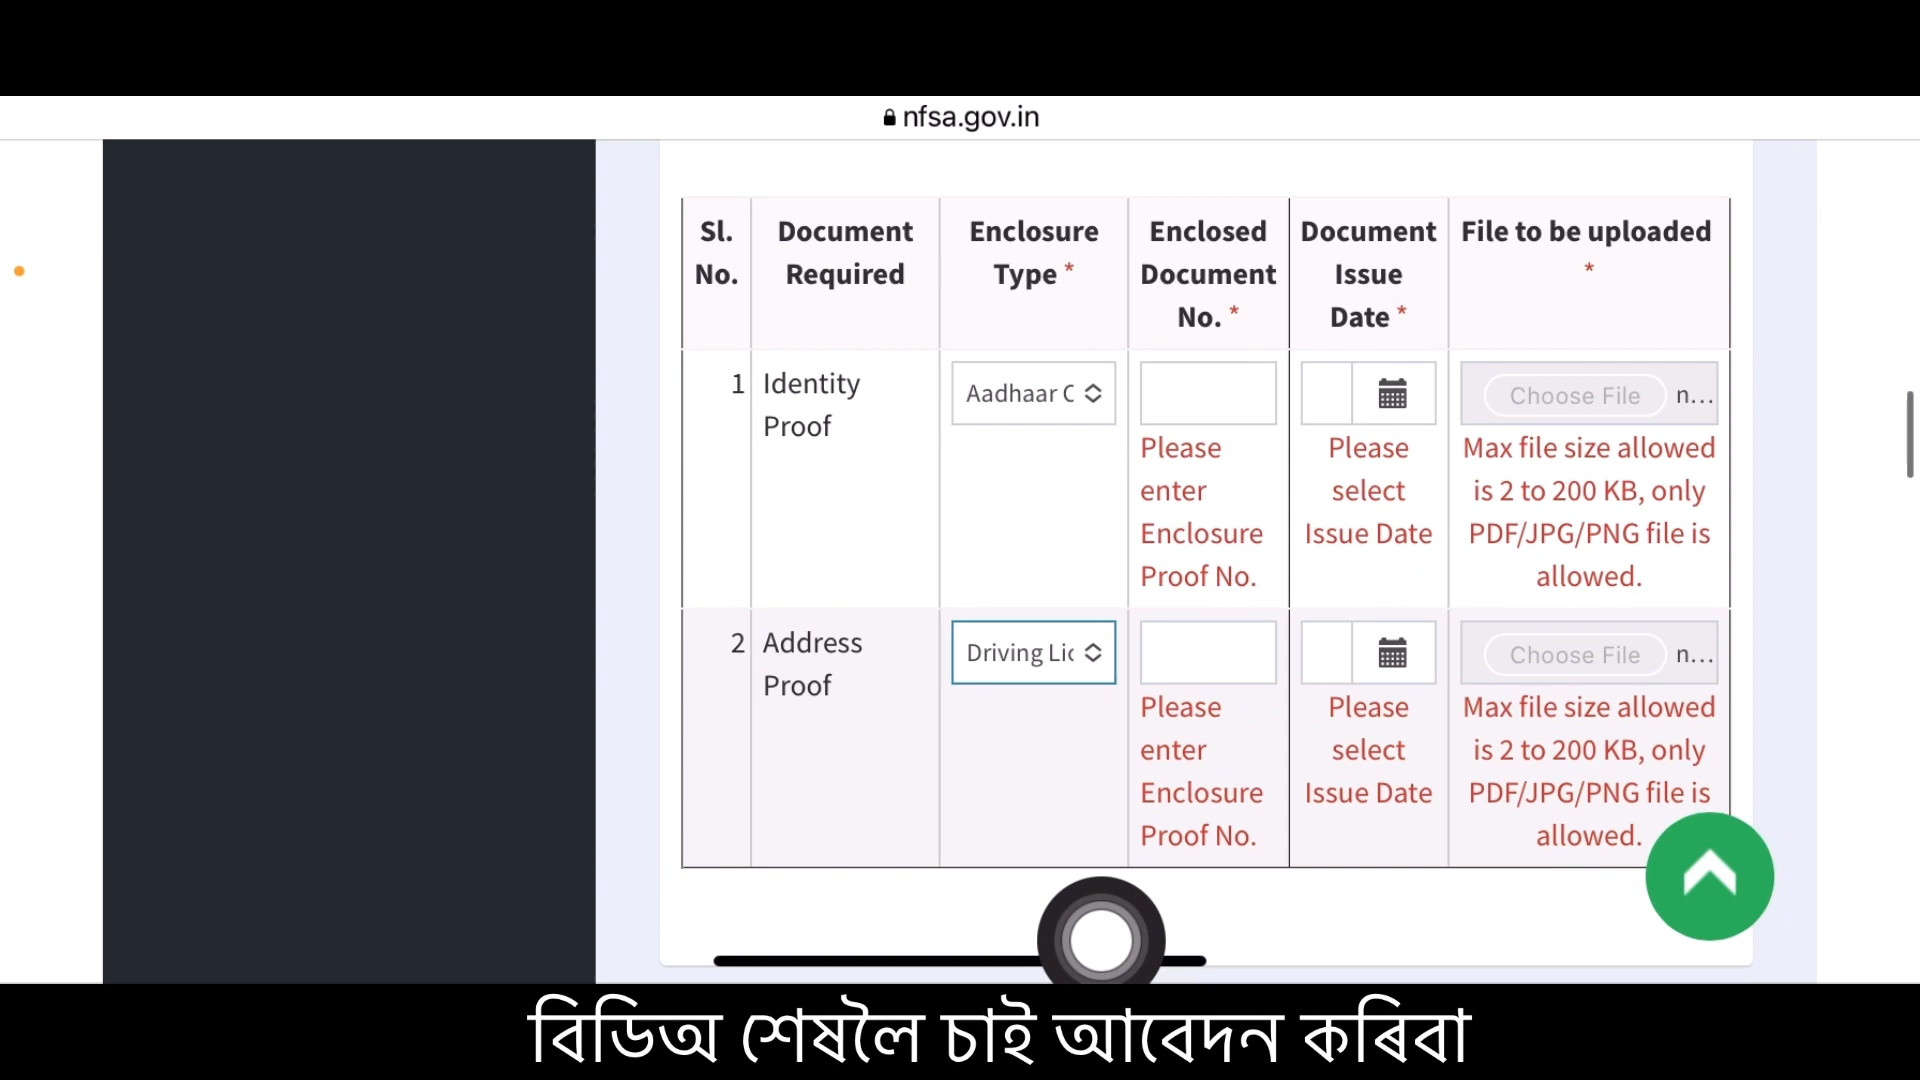 nfsa.gov.in
Sl. No.
Document Required
Enclosure Type *
Enclosed Document No. *
Document Issue Date *
File to be uploaded *
1
Identity Proof
Aadhaar C
Choose File n...
Please enter Enclosure Proof No.
Please select Issue Date
Max file size allowed is 2 to 200 KB, only PDF/JPG/PNG file is allowed.
2
Address Proof
Driving Lic
Choose File n...
Please enter Enclosure Proof No.
Please select Issue Date
Max file size allowed is 2 to 200 KB, only PDF/JPG/PNG file is allowed.
বিডিঅ শেষলৈ চাই আবেদন কৰিবা